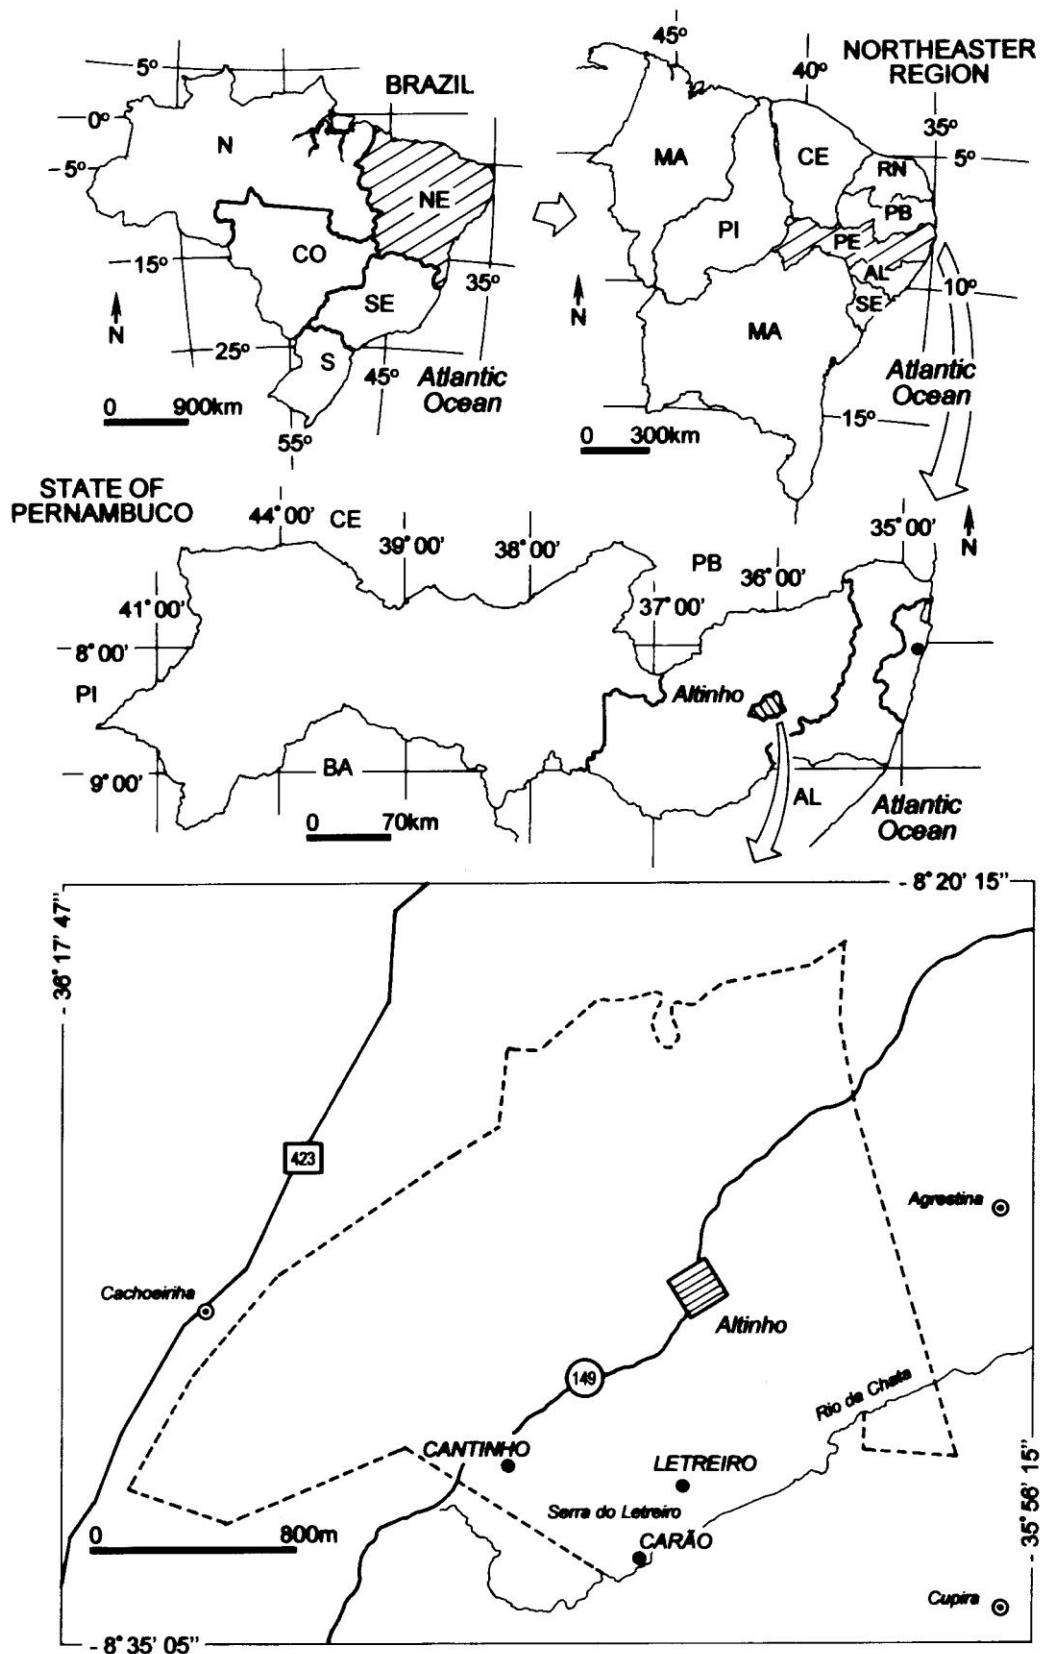 BRAZIL
5°
0°
5°
15°
25°
35°
45°
55°
N
NE
CO
SE
S
N
Atlantic
Ocean
0 900km
NORTHEASTER
REGION
45°
40°
35°
5°
10°
15°
MA
CE
RN
PB
PI
PE
AL
SE
MA
N
Atlantic
Ocean
0 300km
STATE OF
PERNAMBUCO
44°00'
CE
39°00'
38°00'
PB
36°00'
35°00'
N
41°00'
37°00'
8°00'
PI
Altinho
9°00'
BA
AL
0 70km
Atlantic
Ocean
8° 20' 15"
36° 17' 47"
423
Agrestina
Cachoeiriha
Altinho
149
Rio da Chata
CANTINHO
LETREIRO
Serra do Letreiro
CARÃO
0 800m
35° 56' 15"
Cupira
8° 35' 05"